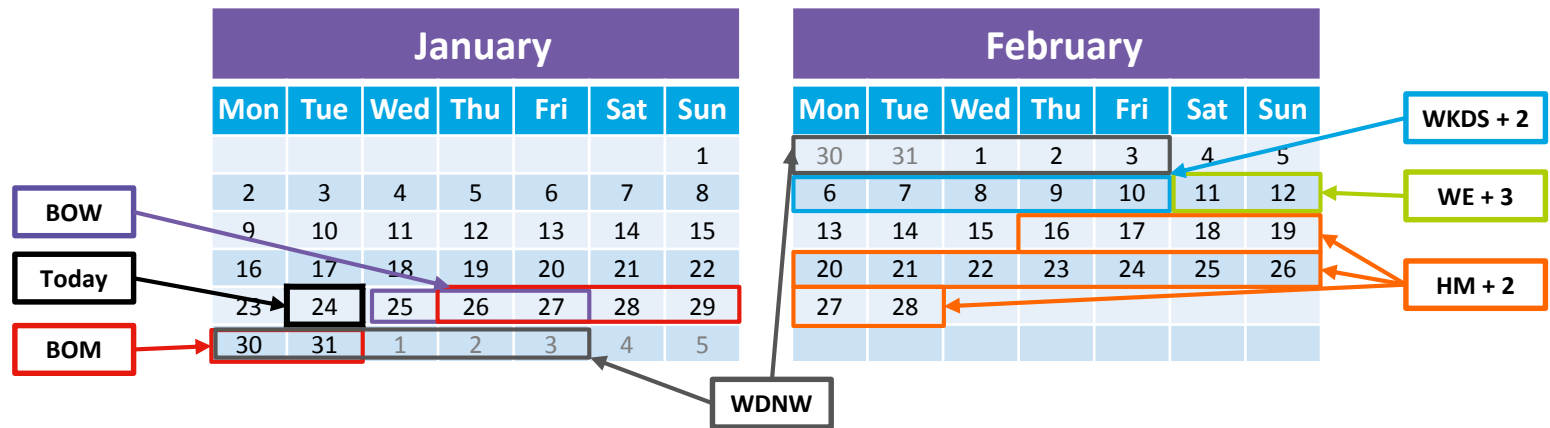 January February
Mon Tue Wed Thu Fri Sat Sun Mon Tue Wed Thu Fri Sat Sun WKDS + 2
1 30 31 1 2 3 4 5
BOW 2 3 4 5 6 7 8 6 7 8 9 10 11 12 WE + 3
9 10 11 12 13 14 15 13 14 15 16 17 18 19
Today 16 17 18 19 20 21 22 20 21 22 23 24 25 26 HM + 2
23 24 25 26 27 28 29 27 28
BOM 30 31 1 2 3 4 5
WDNW